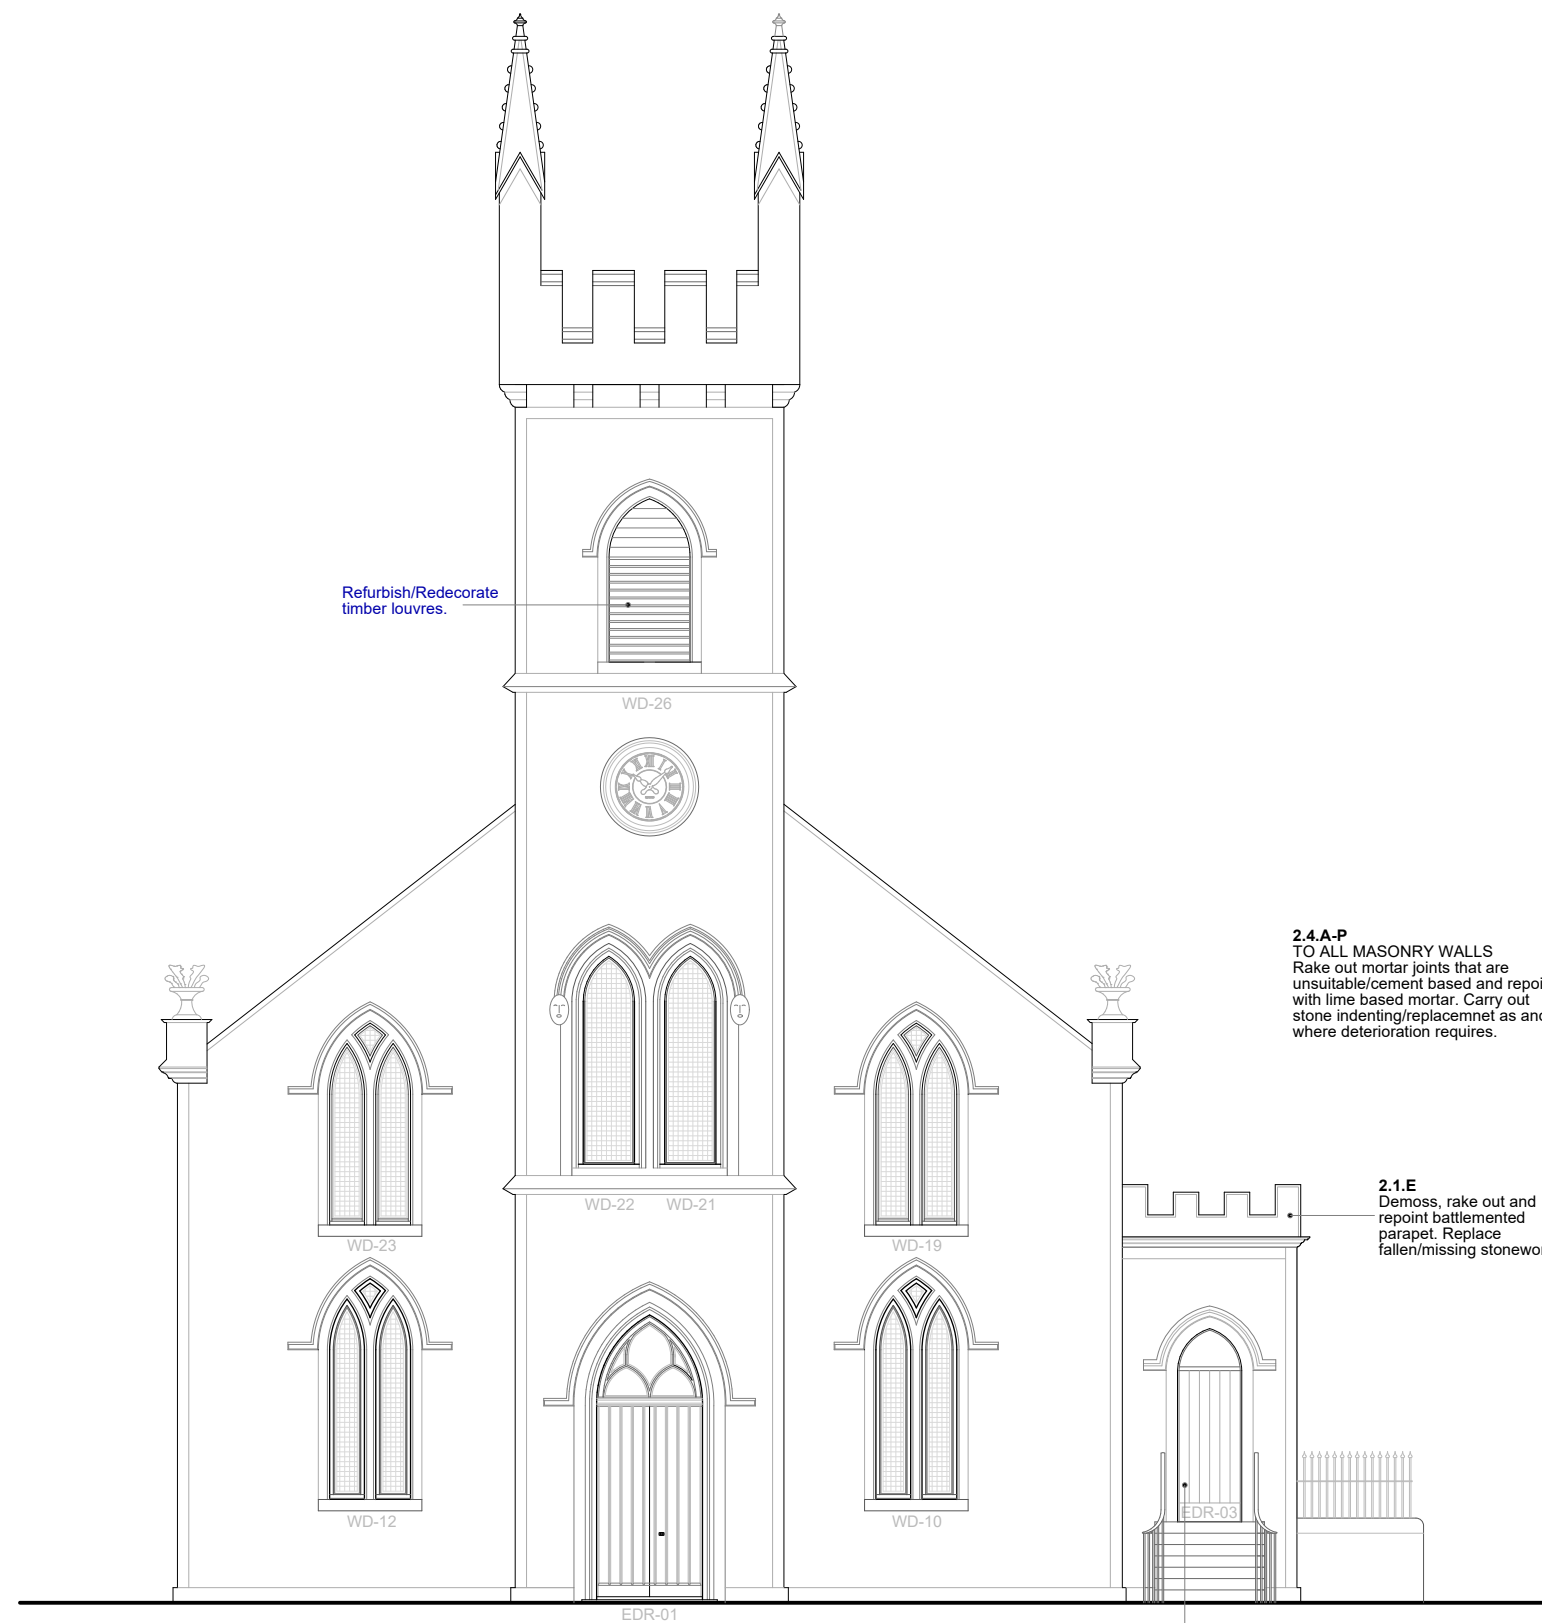 Refurbish/Redecorate
timber louvres.
WD-26
2.4.A-P
TO ALL MASONRY WALLS
Rake out mortar joints that are
unsuitable/cement based and repoi
with lime based mortar. Carry out
stone indenting/replacemnet as and
where deterioration requires.
2.1.E
Demoss, rake out and
repoint battlemented
parapet. Replace
fallen/missing stonewor
WD-22
WD-21
WD-23
WD-19
WD-12
WD-10
EDR-03
EDR-01